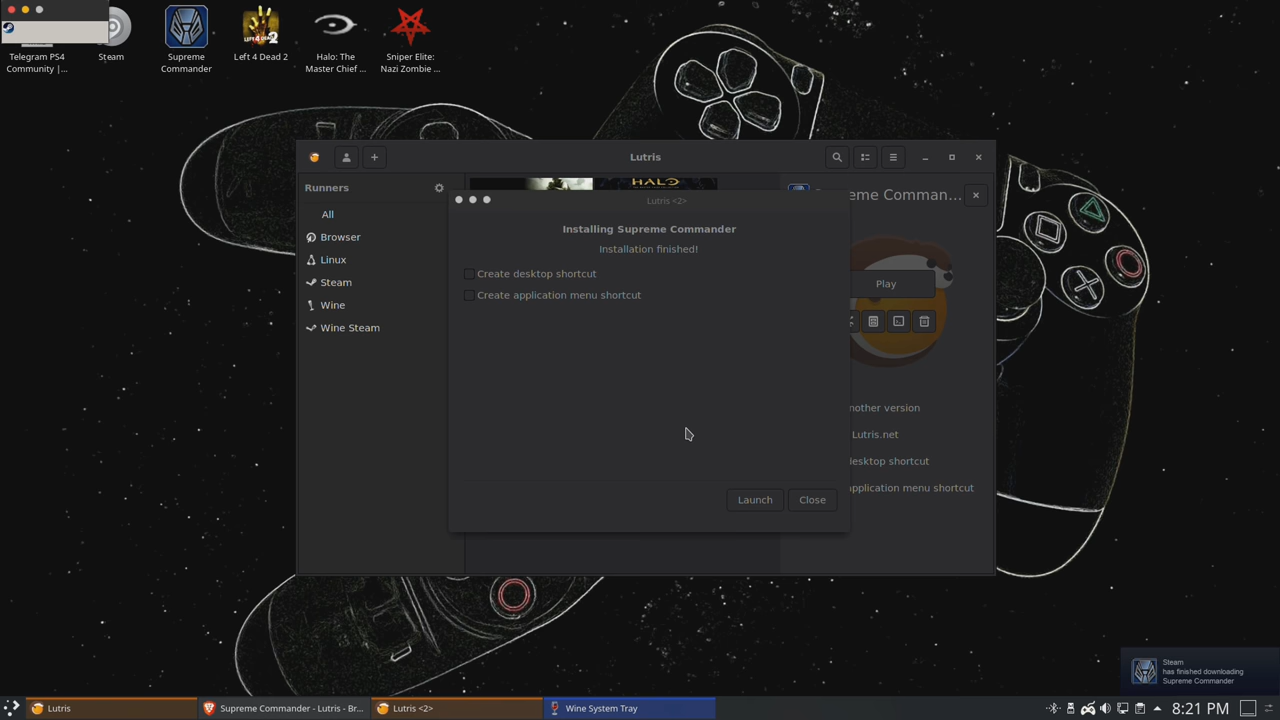 Telegram PS4
Community |...
Steam
Supreme
Commander
Left 4 Dead 2
Halo: The
Master Chief ...
Sniper Elite:
Nazi Zombie ...
Lutris
Runners
All
Browser
Linux
Steam
Wine
Wine Steam
HALO
eme Comman...
Play
nother version
Lutris.net
desktop shortcut
application menu shortcut
Lutris <2>
Installing Supreme Commander
Installation finished!
Create desktop shortcut
Create application menu shortcut
Launch
Close
Steam
has finished downloading
Supreme Commander
Lutris
Supreme Commander - Lutris - Br...
Lutris <2>
Wine System Tray
8:21 PM